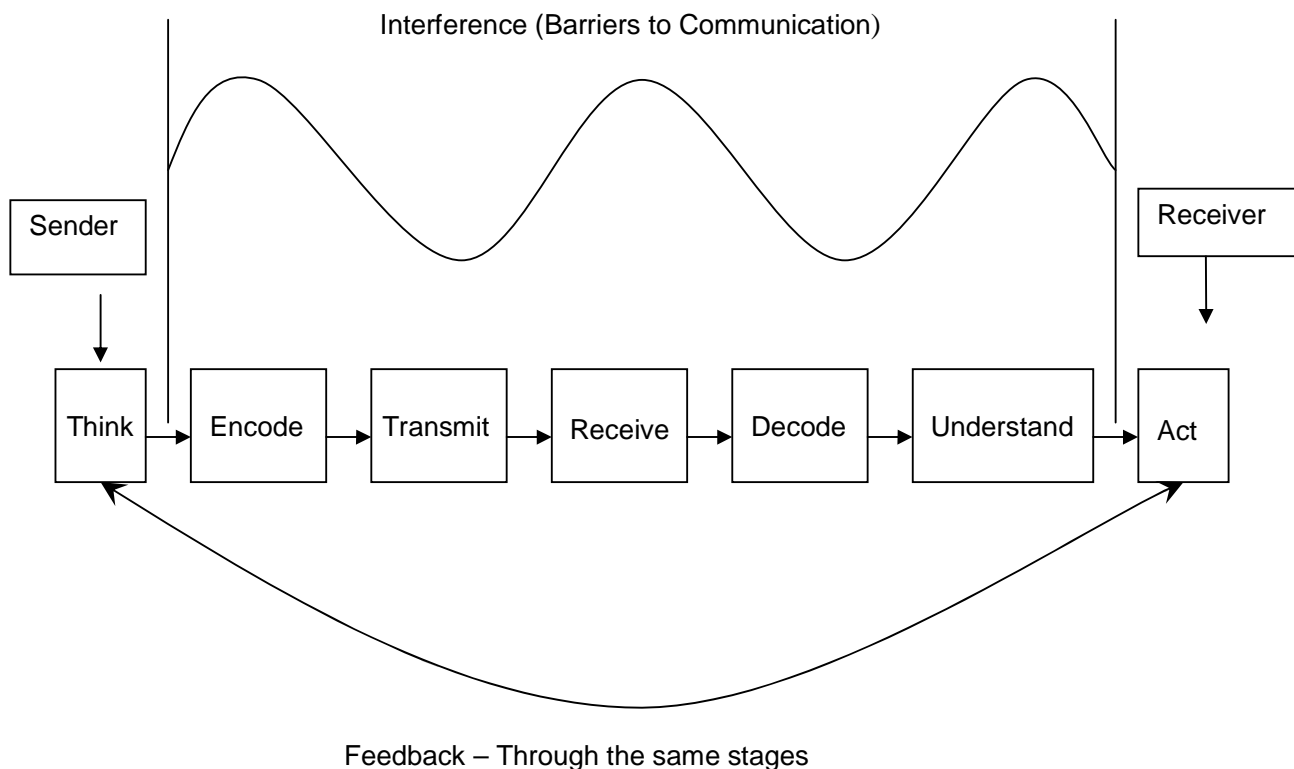 Interference (Barriers to Communication)
Sender
Receiver
Think
Encode
Transmit
Receive
Decode
Understand
Act
Feedback – Through the same stages